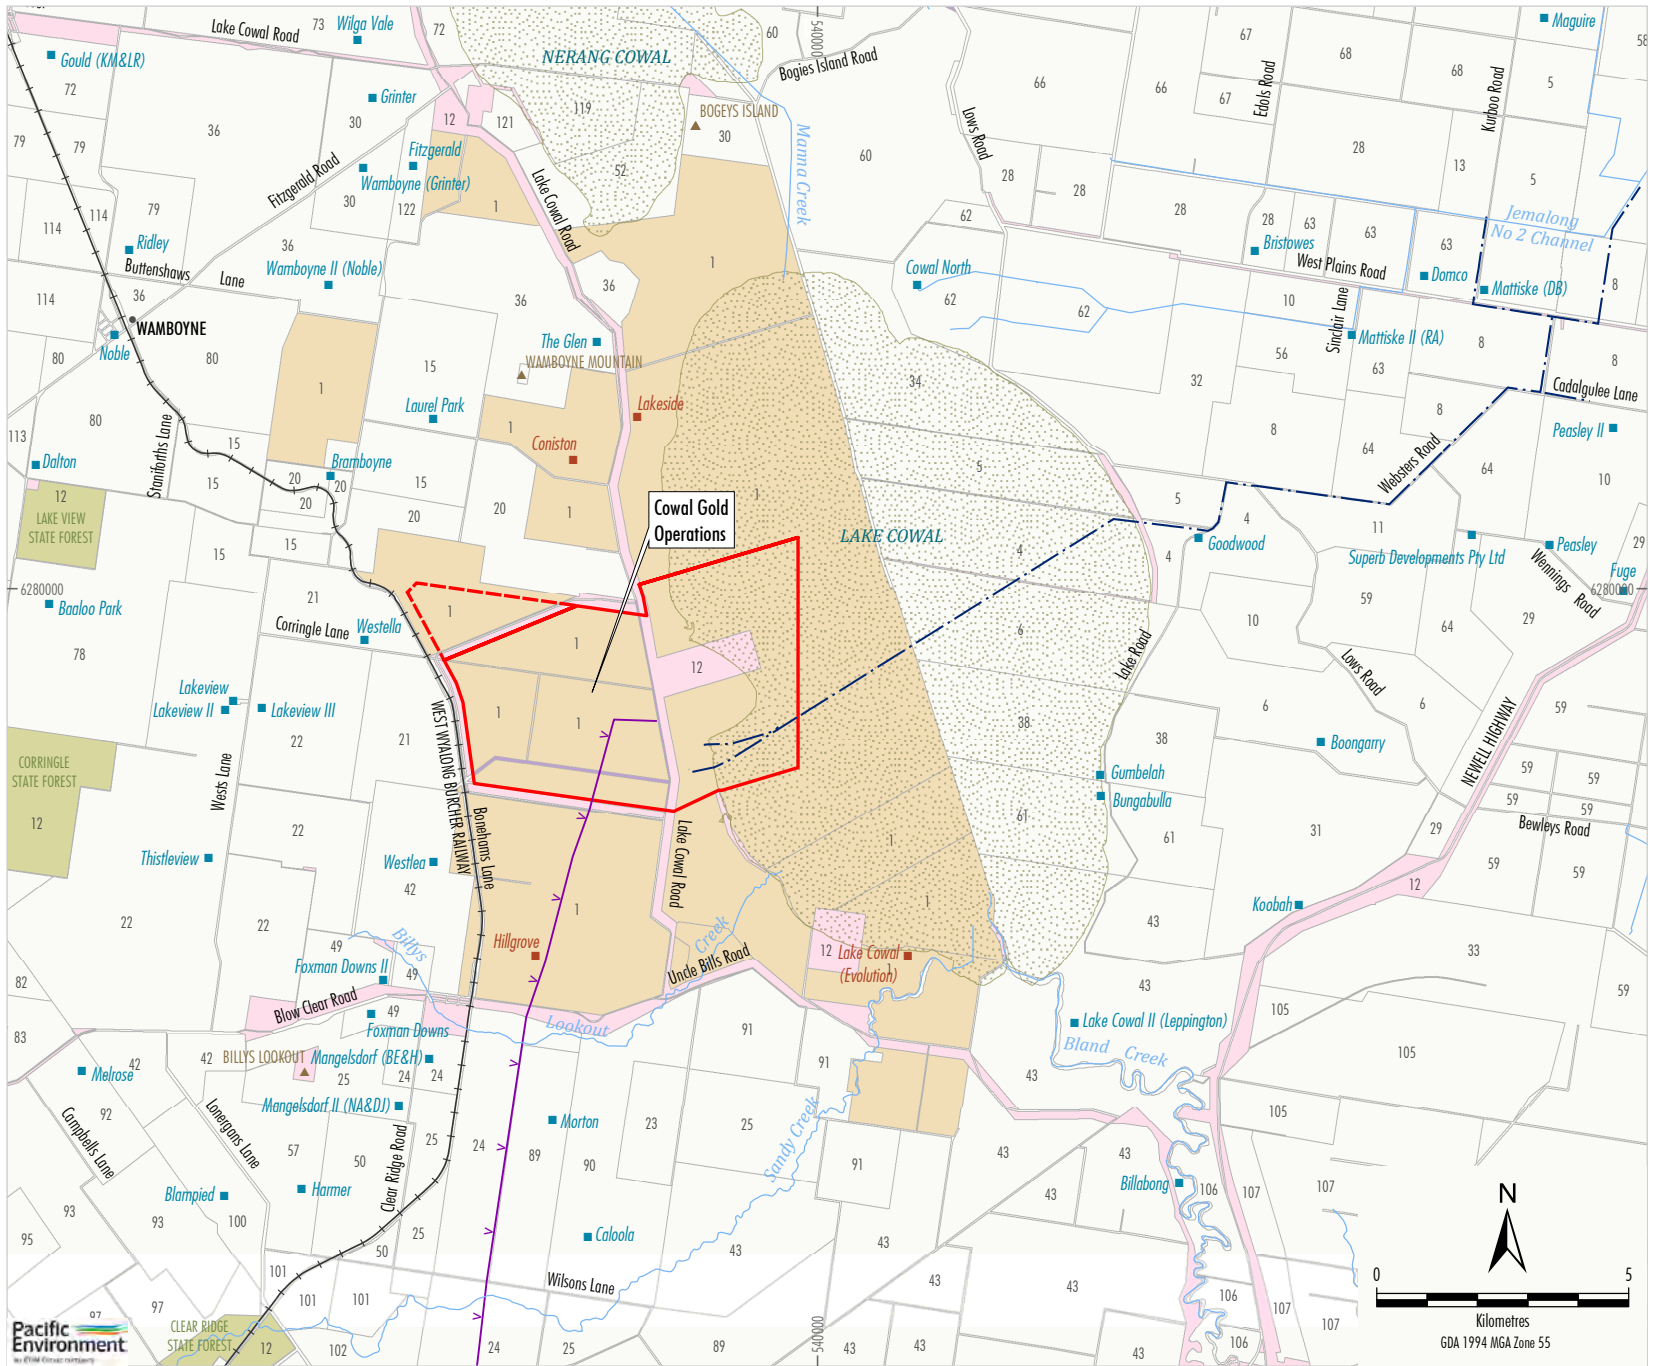 Lake Cowal Road
73
Wilga Vale
72
NERANG COWAL
60
540000
Bogies Island Road
67
68
Maguire
58
Gould (KM&LR)
72
Grinter
30
36
79
79
12
121
119
BOGEYS ISLAND
30
52
Manna Creek
60
Lows Road
66
66
67
Edols Road
68
Kurboo Road
5
Fitzgerald
Wamboyne (Grinter)
Fitzgerald Road
30
122
1
Lake Cowal Road
28
28
28
28
13
5
114
114
79
Ridley
Buttenshaws
Lane
36
Wamboyne II (Noble)
36
36
1
62
28
63
63
63
Jemalong
No 2 Channel
Bristowes
West Plains Road
Domco
Mattiske (DB)
8
Cowal North
62
62
10
Sinclair Lane
Mattiske II (RA)
114
36
WAMBOYNE
Noble
80
80
The Glen
WAMBOYNE MOUNTAIN
15
1
34
32
56
63
8
8
Cadalgulee Lane
Laurel Park
Lakeside
1
Coniston
80
113
Staniforths Lane
15
Dalton
Bramboyne
15
20
20
20
15
20
20
15
1
1
5
8
64
8
Websters Road
64
Peasley II
10
12
LAKE VIEW
STATE FOREST
15
Cowal Gold
Operations
LAKE COWAL
5
4
4
4
Goodwood
11
Superb Developments Pty Ltd
Peasley
29
Fuge
6280000
6280000
Wennings Road
Baaloo Park
21
Corringle Lane
Westella
1
1
78
6
10
59
64
29
12
Lake Road
Lows Road
Lakeview
Lakeview II
Lakeview III
22
21
WEST WYALONG BURCHER RAILWAY
1
1
38
38
6
6
59
NEWELL HIGHWAY
Boongarry
CORRINGLE
STATE FOREST
12
Wests Lane
Gumbelah
Bungabulla
59
59
59
59
Bewleys Road
22
Bonehams Lane
Lake Cowal Road
61
61
31
29
59
59
Thistleview
Westlea
42
1
1
1
12
22
22
43
Koobah
33
49
Billys
Foxman Downs II
49
Hillgrove
Creek
Uncle Bills Road
12
Lake Cowal
(Evolution)
1
82
Blow Clear Road
49
Foxman Downs
Lookout
43
105
59
83
91
Lake Cowal II (Leppington)
Bland Creek
105
BILLYS LOOKOUT
Mangelsdorf (BE&H)
42
42
25
24
24
91
43
Melrose
92
Mangelsdorf II (NA&DJ)
Campbells Lane
Lonergans Lane
57
50
Clear Ridge Road
25
24
Morton
89
90
23
25
Sandy Creek
91
43
43
105
Blampied
Harmer
43
Billabong
106
107
107
93
93
100
95
50
25
Caloola
43
43
43
43
Wilsons Lane
101
101
101
97
97
CLEAR RIDGE
STATE FOREST
12
102
24
25
89
540000
43
43
43
106
106
107
107
N
0
5
Kilometres
GDA 1994 MGA Zone 55
Pacific
Environment